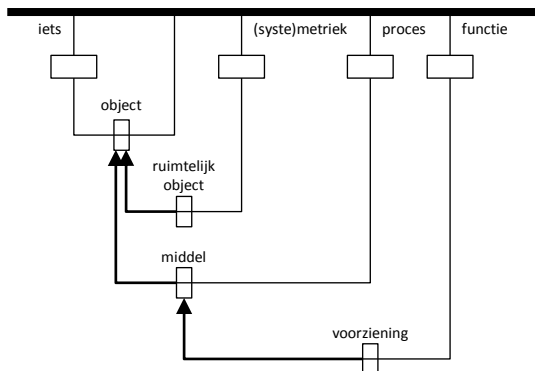 iets
(syste)metriek
proces
functie
object
ruimtelijk
object
middel
voorziening